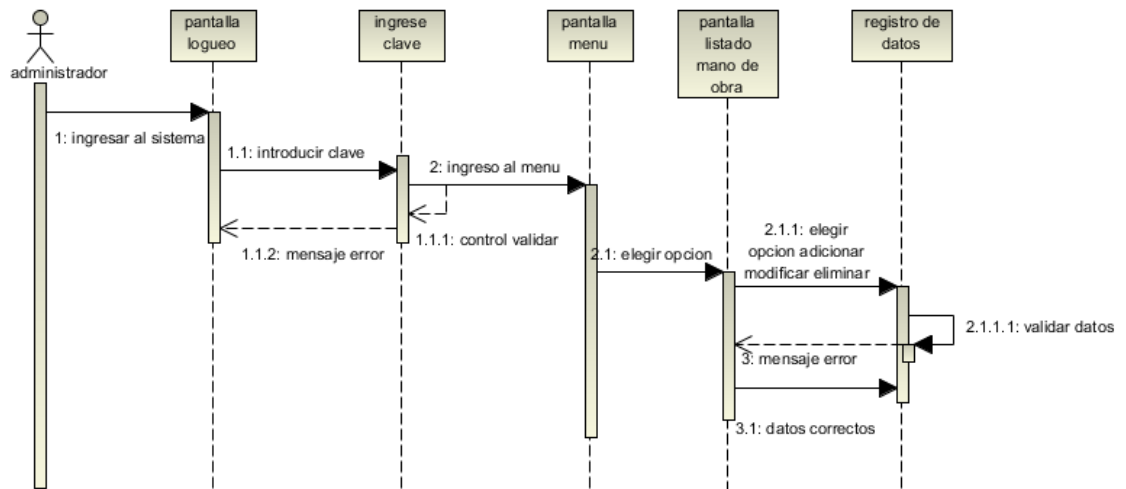 pantalla
logueo
ingrese
clave
pantalla
menu
pantalla
listado
mano de
obra
registro de
datos
administrador
1: ingresar al sistema
1.1: introducir clave
2: ingreso al menu
1.1.1: control validar
1.1.2: mensaje error
2.1: elegir opcion
2.1.1: elegir
opcion adicionar
modificar eliminar
2.1.1.1: validar datos
3: mensaje error
3.1: datos correctos